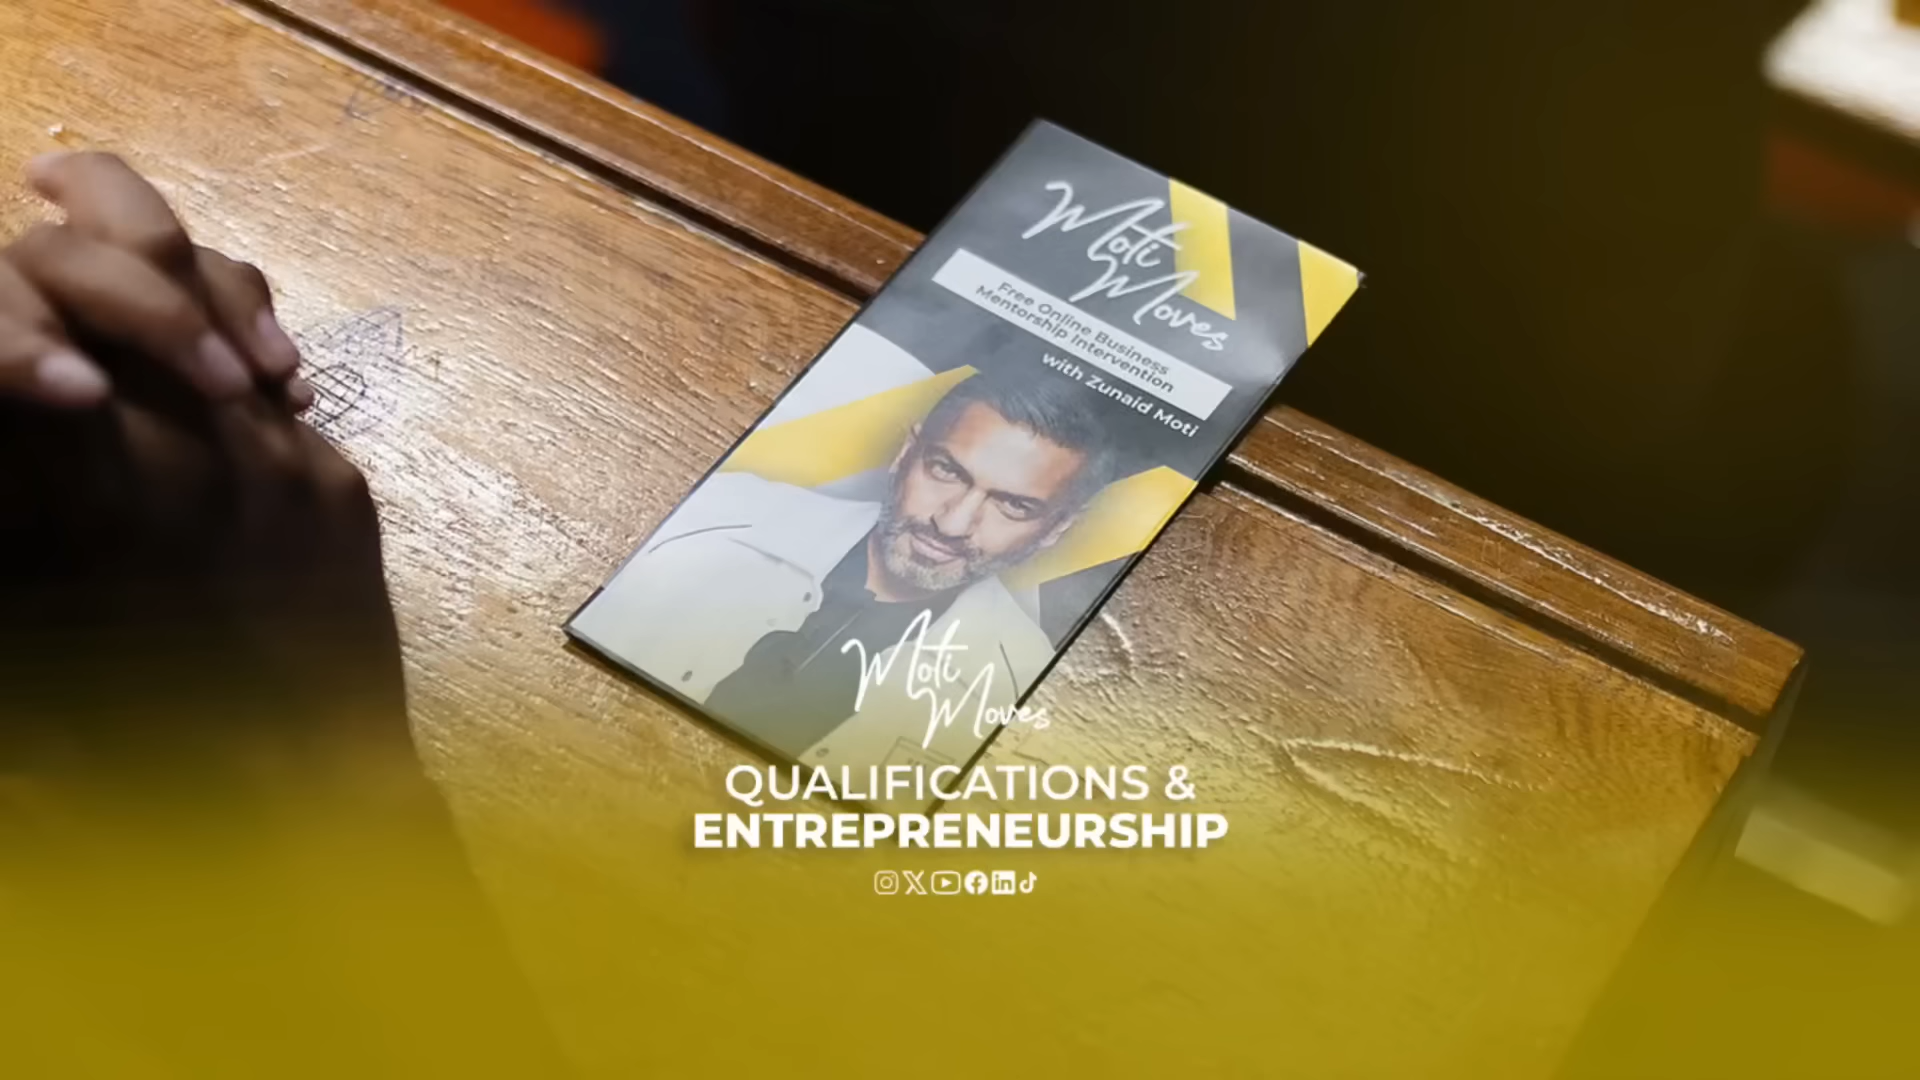 Moti
Moves
Free Online Business
Mentorship Intervention
with Zunaid Moti
Moti
Moves
QUALIFICATIONS &
ENTREPRENEURSHIP